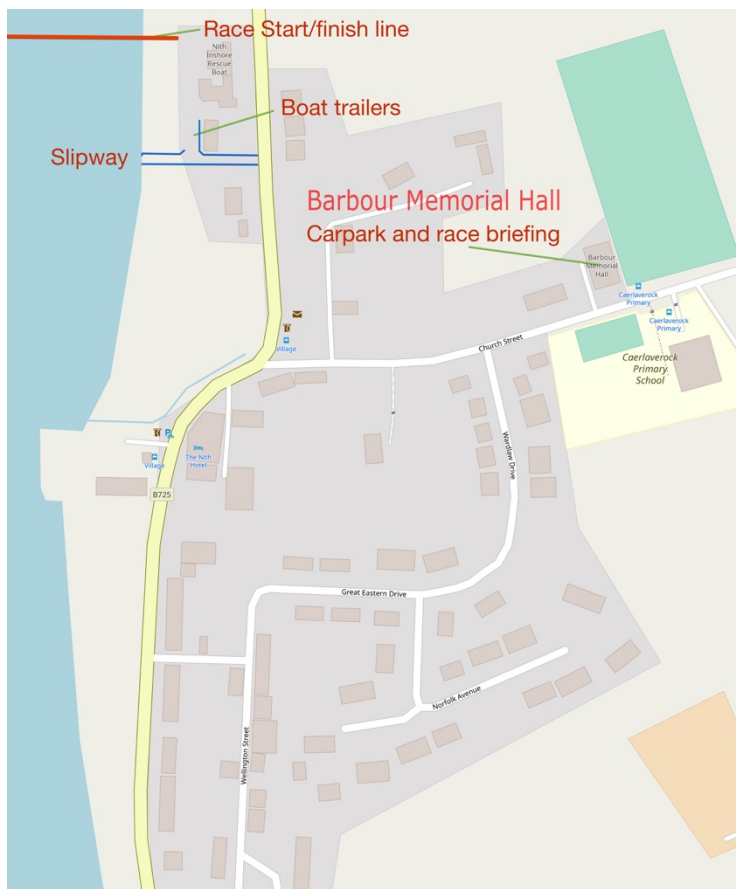 Race Start/finish line
Nith
Inshore
Rescue
Boat
Boat trailers
Slipway
Barbour Memorial Hall
Carpark and race briefing
Barbour
Memorial
Hall
Caerlaverock
Primary
Caerlaverock
Primary
Village
Church Street
Caerlaverock
Primary
School
Wardlaw Drive
P
Village
The Nith
Hotel
B725
Great Eastern Drive
Norfolk Avenue
Wellington Street